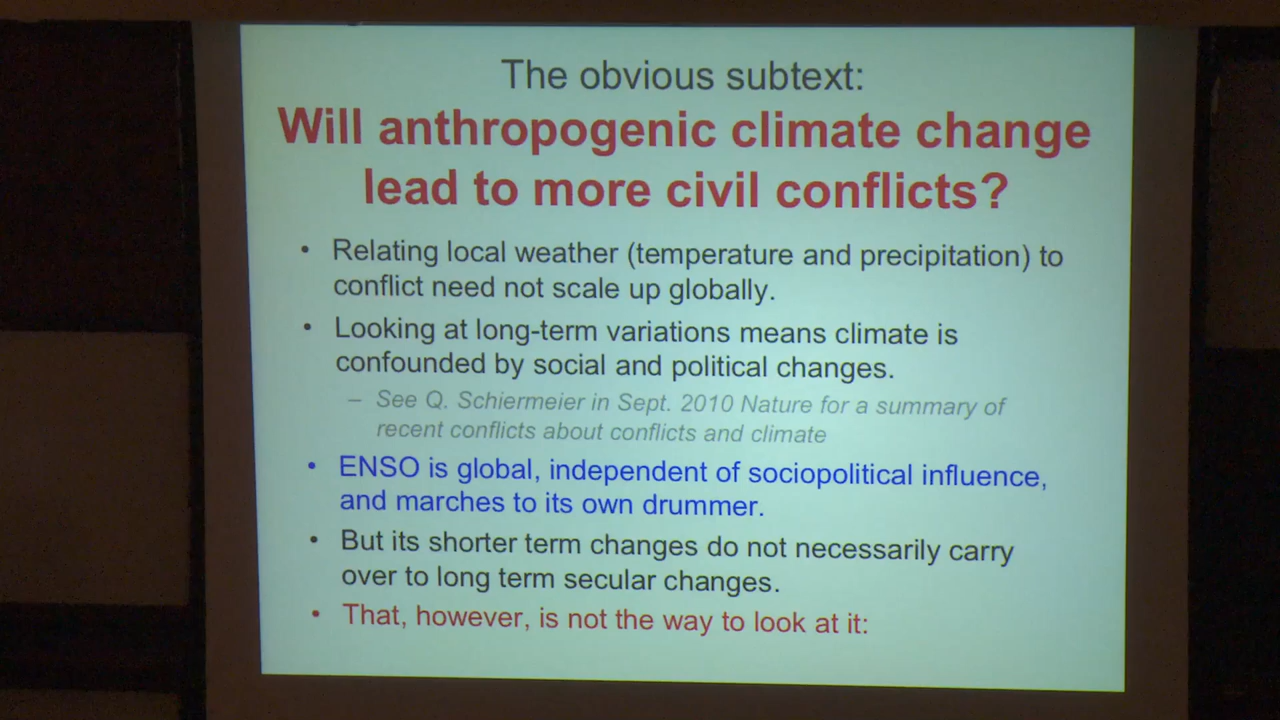 The obvious subtext:
Will anthropogenic climate change
lead to more civil conflicts?
• Relating local weather (temperature and precipitation) to
conflict need not scale up globally.
• Looking at long-term variations means climate is
confounded by social and political changes.
– See Q. Schiermeier in Sept. 2010 Nature for a summary of
recent conflicts about conflicts and climate
• ENSO is global, independent of sociopolitical influence,
and marches to its own drummer.
• But its shorter term changes do not necessarily carry
over to long term secular changes.
• That, however, is not the way to look at it: